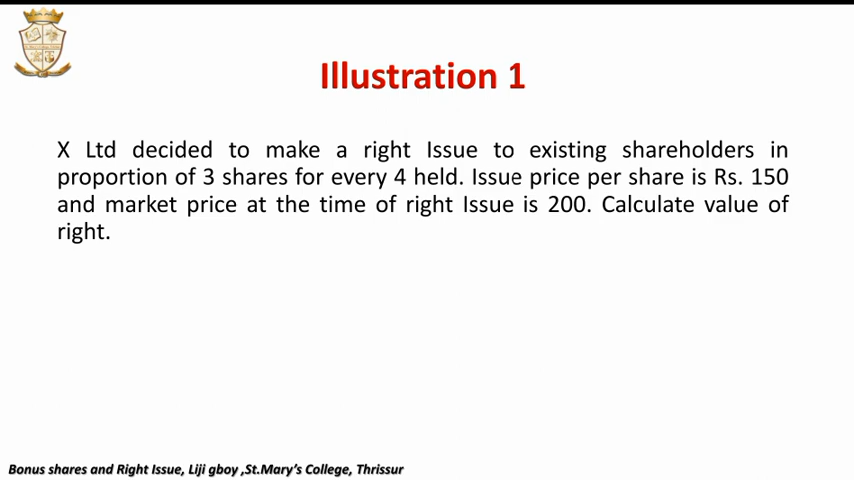 Illustration 1
X Ltd decided to make a right Issue to existing shareholders in
proportion of 3 shares for every 4 held. Issue price per share is Rs. 150
and market price at the time of right Issue is 200. Calculate value of
right.
Bonus shares and Right Issue, Liji gboy ,St.Mary's College, Thrissur